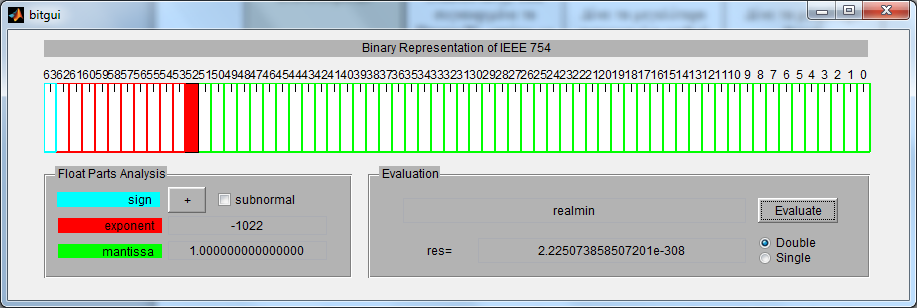 bitgui
Binary Representation of IEEE 754
63 62 61 60 59 58 57 56 55 54 53 52 51 50 49 48 47 46 45 44 43 42 41 40 39 38 37 36 35 34 33 32 31 30 29 28 27 26 25 24 23 22 21 20 19 18 17 16 15 14 13 12 11 10 9 8 7 6 5 4 3 2 1 0
Float Parts Analysis
sign + subnormal
exponent -1022
mantissa 1.000000000000000
Evaluation
realmin Evaluate
res= 2.225073858507201e-308
Double
Single